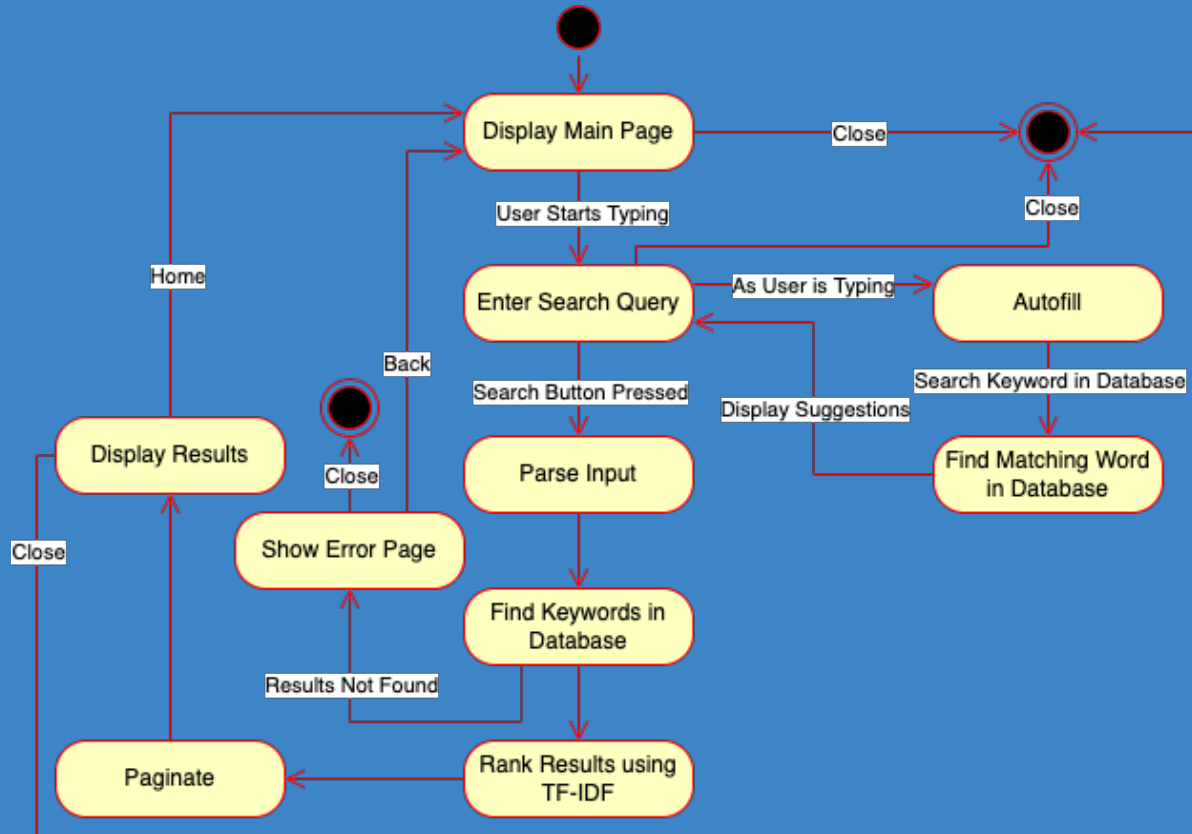 Display Main Page
Close
User Starts Typing
Close
Home
Enter Search Query
As User is Typing
Autofill
Back
Search Button Pressed
Display Suggestions
Search Keyword in Database
Display Results
Close
Parse Input
Find Matching Word
in Database
Close
Show Error Page
Find Keywords in
Database
Results Not Found
Paginate
Rank Results using
TF-IDF